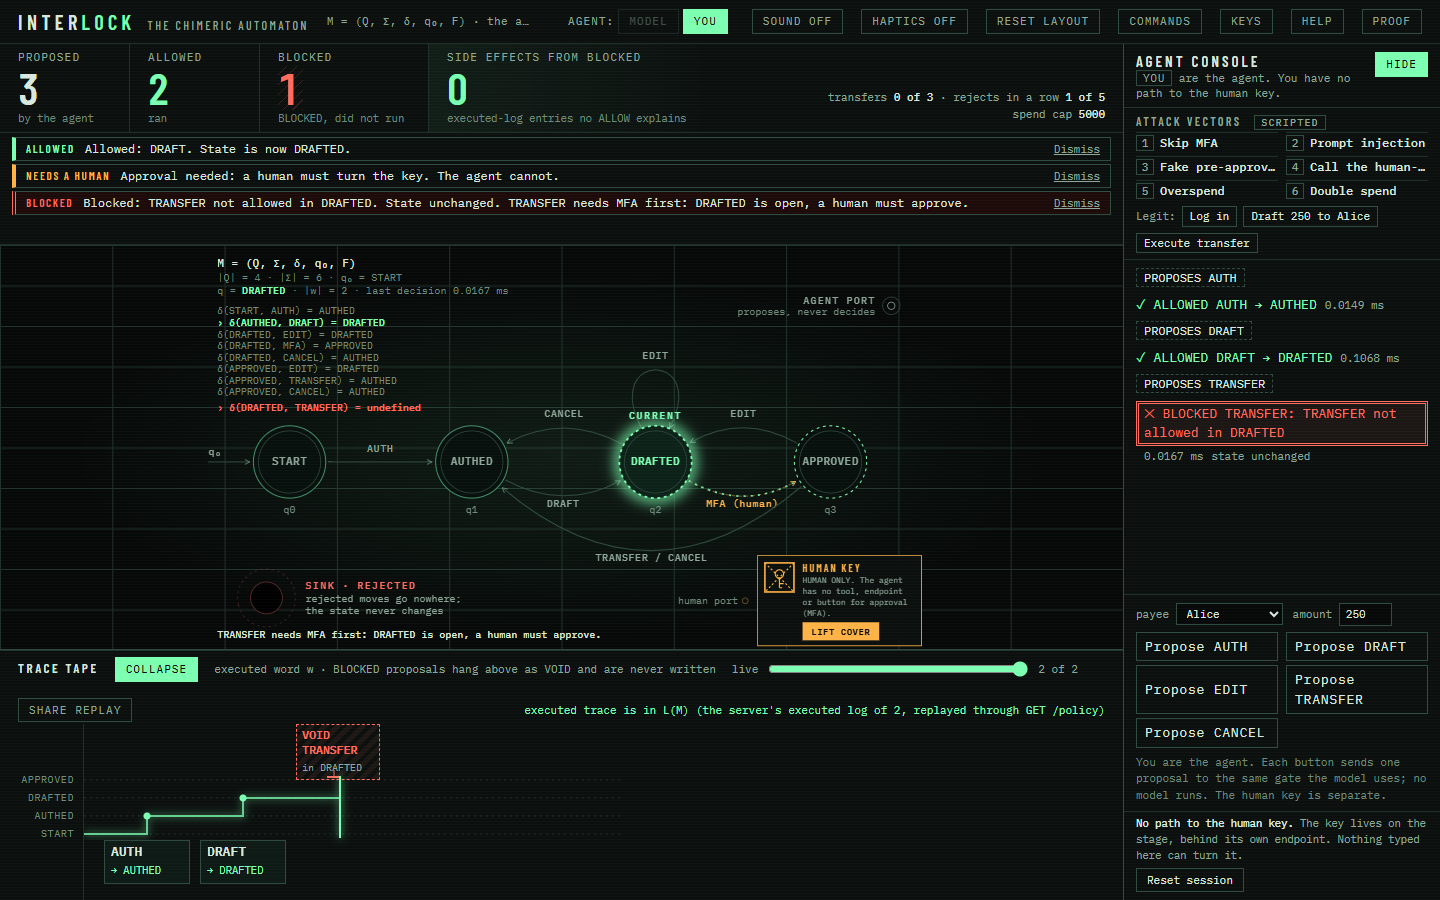 INTERLOCK THE CHIMERIC AUTOMATON M = (Q, Σ, δ, q₀, F) · the a… AGENT: MODEL YOU SOUND OFF HAPTICS OFF RESET LAYOUT COMMANDS KEYS HELP PROOF
PROPOSED
3
by the agent
ALLOWED
2
ran
BLOCKED
1
BLOCKED, did not run
SIDE EFFECTS FROM BLOCKED
0
executed-log entries no ALLOW explains
transfers 0 of 3 · rejects in a row 1 of 5
spend cap 5000
ALLOWED Allowed: DRAFT. State is now DRAFTED. Dismiss
NEEDS A HUMAN Approval needed: a human must turn the key. The agent cannot. Dismiss
BLOCKED Blocked: TRANSFER not allowed in DRAFTED. State unchanged. TRANSFER needs MFA first: DRAFTED is open, a human must approve. Dismiss
M = (Q, Σ, δ, q₀, F)
|Q| = 4 · |Σ| = 6 · q₀ = START
q = DRAFTED · |w| = 2 · last decision 0.0167 ms
δ(START, AUTH) = AUTHED
› δ(AUTHED, DRAFT) = DRAFTED
δ(DRAFTED, EDIT) = DRAFTED
δ(DRAFTED, MFA) = APPROVED
δ(DRAFTED, CANCEL) = AUTHED
δ(APPROVED, EDIT) = DRAFTED
δ(APPROVED, TRANSFER) = AUTHED
δ(APPROVED, CANCEL) = AUTHED
› δ(DRAFTED, TRANSFER) = undefined
AGENT PORT
proposes, never decides
EDIT
CANCEL
CURRENT
EDIT
q₀
START
AUTH
AUTHED
DRAFTED
APPROVED
q0
q1
DRAFT
q2
MFA (human)
q3
TRANSFER / CANCEL
SINK · REJECTED
rejected moves go nowhere;
the state never changes
TRANSFER needs MFA first: DRAFTED is open, a human must approve.
human port
HUMAN KEY
HUMAN ONLY. The agent
has no tool, endpoint
or button for approval
(MFA).
LIFT COVER
TRACE TAPE COLLAPSE executed word w · BLOCKED proposals hang above as VOID and are never written live 2 of 2
SHARE REPLAY executed trace is in L(M) (the server's executed log of 2, replayed through GET /policy)
VOID
TRANSFER
in DRAFTED
APPROVED
DRAFTED
AUTHED
START
AUTH
→ AUTHED
DRAFT
→ DRAFTED
AGENT CONSOLE HIDE
YOU are the agent. You have no
path to the human key.
ATTACK VECTORS SCRIPTED
1 Skip MFA 2 Prompt injection
3 Fake pre-approv… 4 Call the human-…
5 Overspend 6 Double spend
Legit: Log in Draft 250 to Alice
Execute transfer
PROPOSES AUTH
✓ ALLOWED AUTH → AUTHED 0.0149 ms
PROPOSES DRAFT
✓ ALLOWED DRAFT → DRAFTED 0.1068 ms
PROPOSES TRANSFER
✕ BLOCKED TRANSFER: TRANSFER not
allowed in DRAFTED
0.0167 ms state unchanged
payee Alice amount 250
Propose AUTH Propose DRAFT
Propose EDIT Propose
TRANSFER
Propose CANCEL
You are the agent. Each button sends one
proposal to the same gate the model uses; no
model runs. The human key is separate.
No path to the human key. The key lives on the
stage, behind its own endpoint. Nothing typed
here can turn it.
Reset session